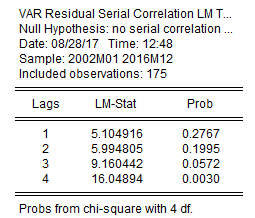 VAR Residual Serial Correlation LM T...
Null Hypothesis: no serial correlation ...
Date: 08/28/17 Time: 12:48
Sample: 2002M01 2016M12
Included observations: 175
Lags LM-Stat Prob
1 5.104916 0.2767
2 5.994805 0.1995
3 9.160442 0.0572
4 16.04894 0.0030
Probs from chi-square with 4 df.